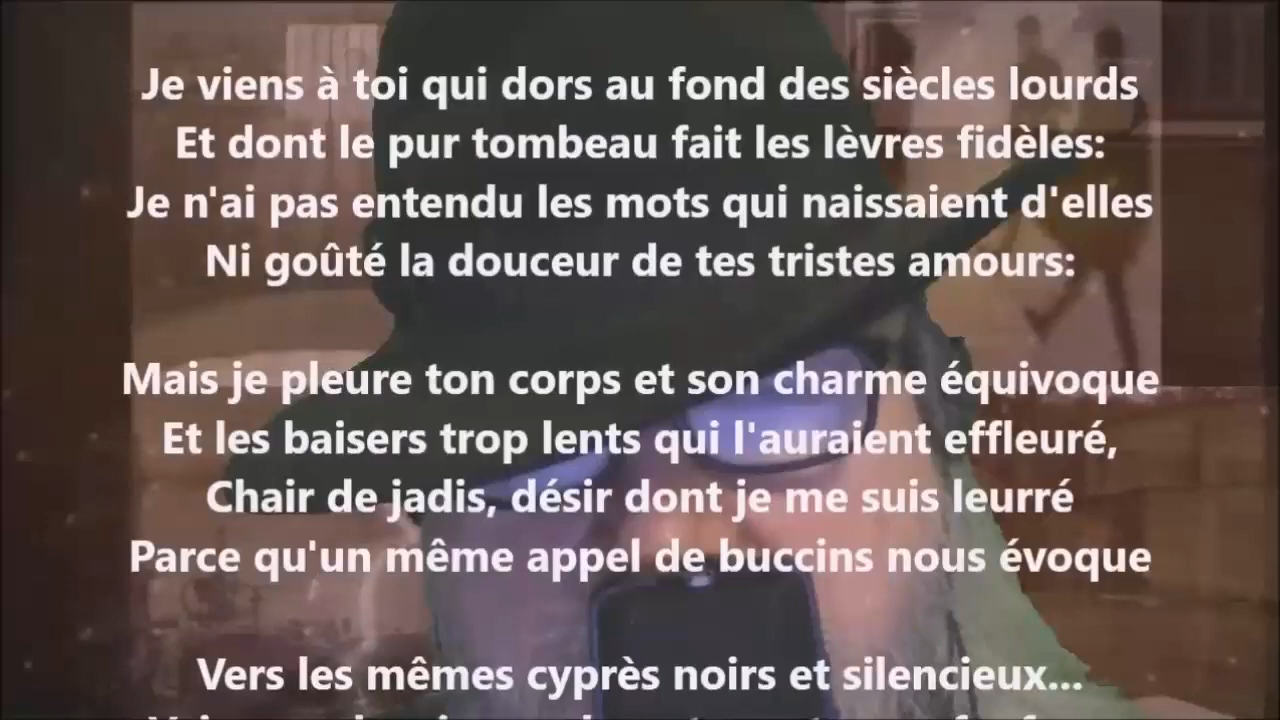 Je viens à toi qui dors au fond des siècles lourds
Et dont le pur tombeau fait les lèvres fidèles:
Je n'ai pas entendu les mots qui naissaient d'elles
Ni goûté la douceur de tes tristes amours:
Mais je pleure ton corps et son charme équivoque
Et les baisers trop lents qui l'auraient effleuré,
Chair de jadis, désir dont je me suis leurré
Parce qu'un même appel de buccins nous évoque
Vers les mêmes cyprès noirs et silencieux...